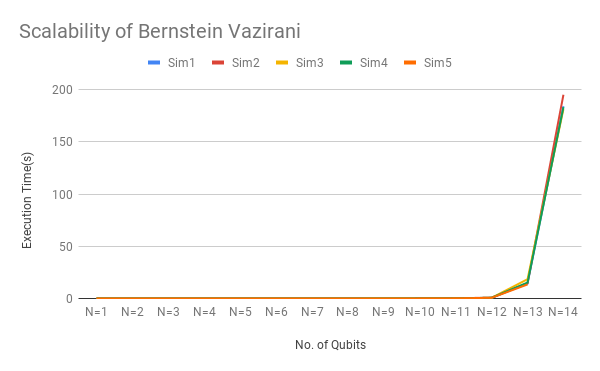 Scalability of Bernstein Vazirani
Sim1 Sim2 Sim3 Sim4 Sim5
200
150
100
50
0
Execution Time(s)
N=1 N=2 N=3 N=4 N=5 N=6 N=7 N=8 N=9 N=10 N=11 N=12 N=13 N=14
No. of Qubits